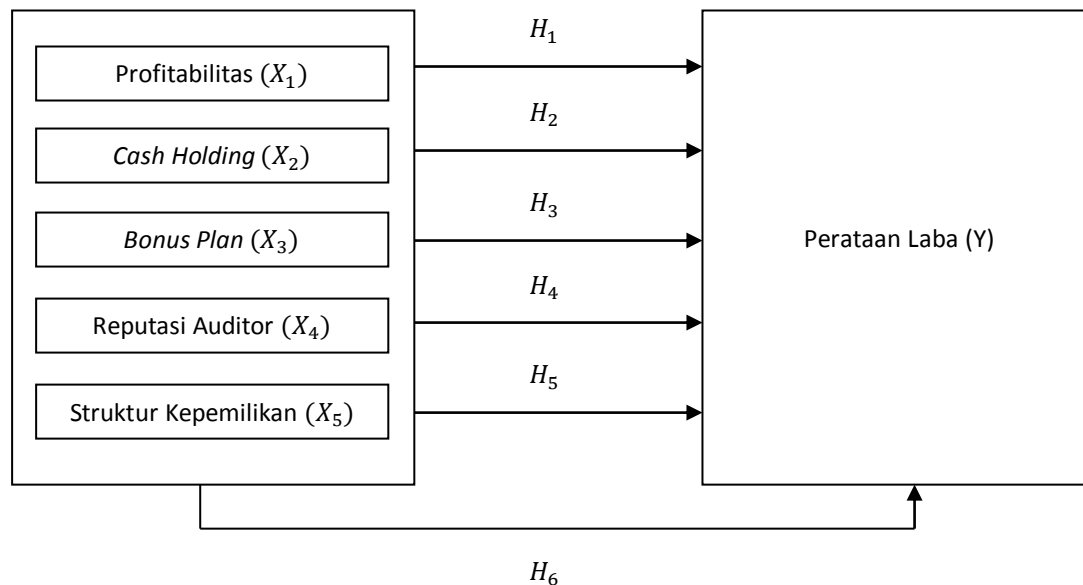 H₁
Profitabilitas (X₁)
H₂
Cash Holding (X₂)
H₃
Bonus Plan (X₃)
Perataan Laba (Y)
H₄
Reputasi Auditor (X₄)
H₅
Struktur Kepemilikan (X₅)
H₆